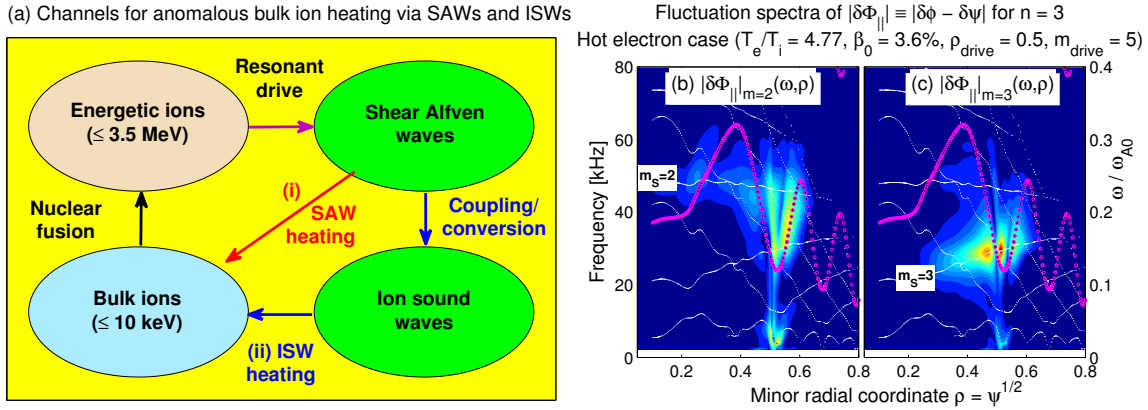 (a) Channels for anomalous bulk ion heating via SAWs and ISWs
Energetic ions
(≤ 3.5 MeV)
Resonant
drive
Shear Alfven
waves
Nuclear
fusion
(i)
SAW
heating
Coupling/
conversion
Bulk ions
(≤ 10 keV)
Ion sound
waves
(ii) ISW
heating
Fluctuation spectra of |δΦ||| ≡ |δϕ − δψ| for n = 3
Hot electron case (Te/Ti = 4.77, β0 = 3.6%, ρdrive = 0.5, mdrive = 5)
(b) |δΦ|||m=2(ω,ρ)
(c) |δΦ|||m=3(ω,ρ)
mS=2
mS=3
Frequency [kHz]
80
60
40
20
0
0.2 0.4 0.6 0.8
0.2 0.4 0.6 0.8
0.4
0.3
0.2
0.1
0
ω / ωA0
Minor radial coordinate ρ = ψ1/2